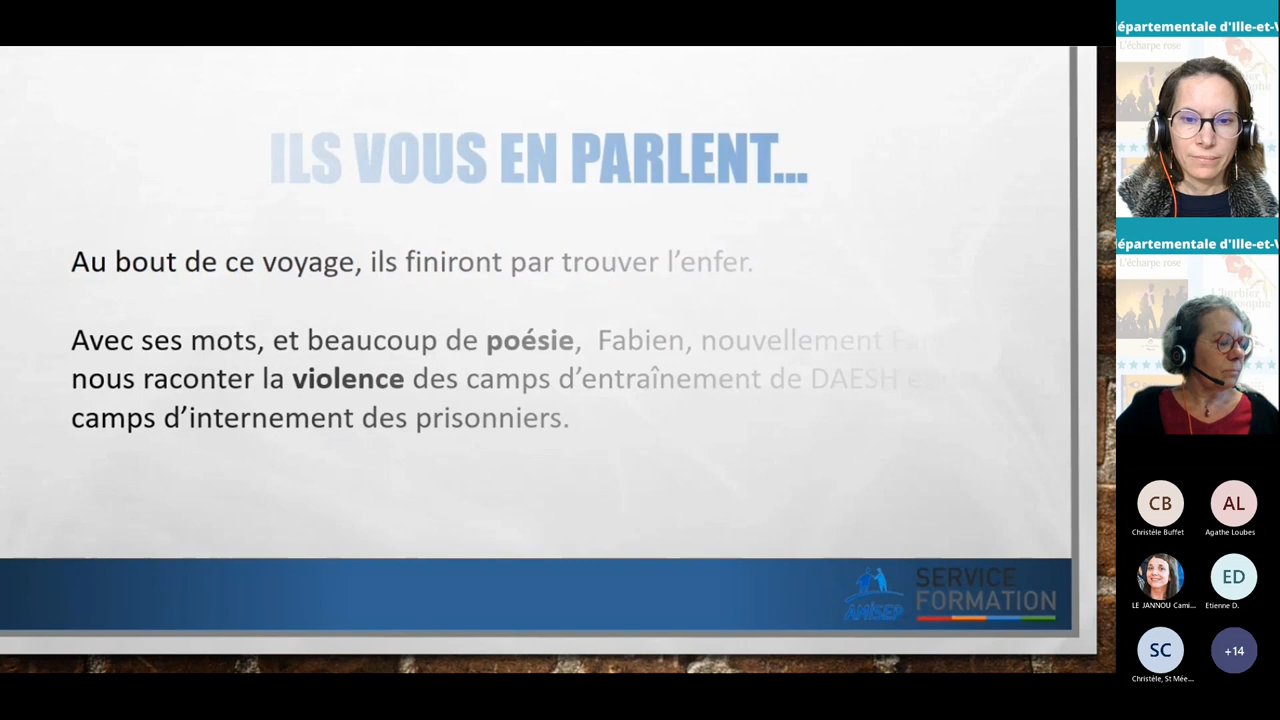 ILS VOUS EN PARLENT...
Au bout de ce voyage, ils finiront par trouver l'enfer.
Avec ses mots, et beaucoup de poésie, Fabien, nouvellement
nous raconter la violence des camps d'entraînement de DAESH
camps d'internement des prisonniers.
AMISEP
SERVICE
FORMATION
épartementale d'Ille-et-V
L'écharpe rose
épartementale d'Ille-et-V
L'écharpe rose
CB
AL
Christèle Buffet
Agathe Loubes
ED
LE JANNOU Cami...
Etienne D.
SC
+14
Christèle, St Mée...